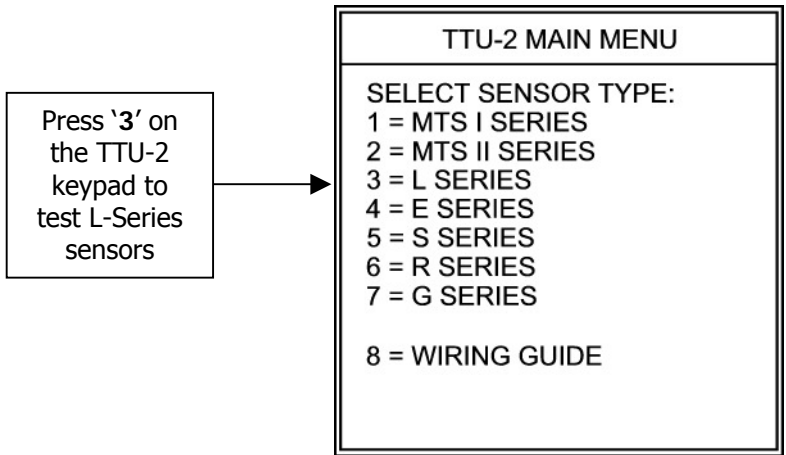 Press ‘3’ on
the TTU-2
keypad to
test L-Series
sensors
TTU-2 MAIN MENU
SELECT SENSOR TYPE:
1 = MTS I SERIES
2 = MTS II SERIES
3 = L SERIES
4 = E SERIES
5 = S SERIES
6 = R SERIES
7 = G SERIES
8 = WIRING GUIDE